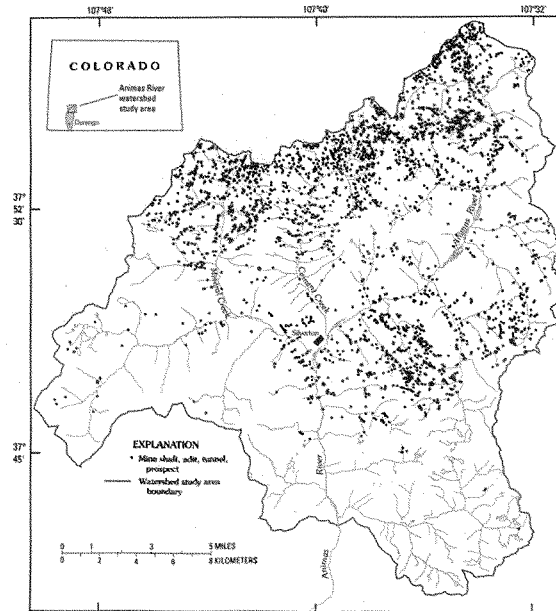 107°48'
107°40'
107°32'
COLORADO
Animas River
watershed
study area
Durango
37°
52'
30"
Animas River
Mineral Creek
Cement Creek
Silverton
37°
45'
EXPLANATION
Mine shaft, adit, tunnel,
prospect
Watershed study area
boundary
River
Animas
0 1 2 3 5 MILES
0 2 4 6 8 KILOMETERS